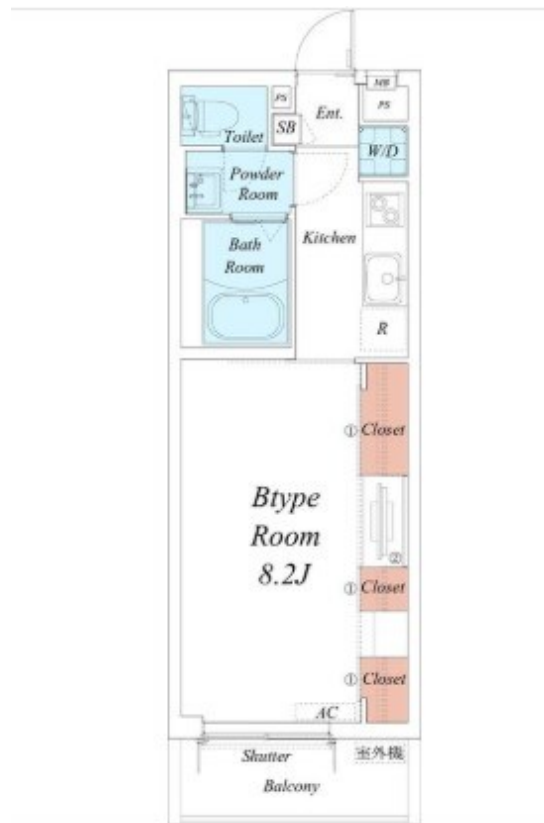 MB
PS
PS
Ent.
SB
Toilet
W/D
Powder
Room
Kitchen
Bath
Room
R
① Closet
Btype
Room
8.2J
②
① Closet
① Closet
AC
Shutter
室外機
Balcony